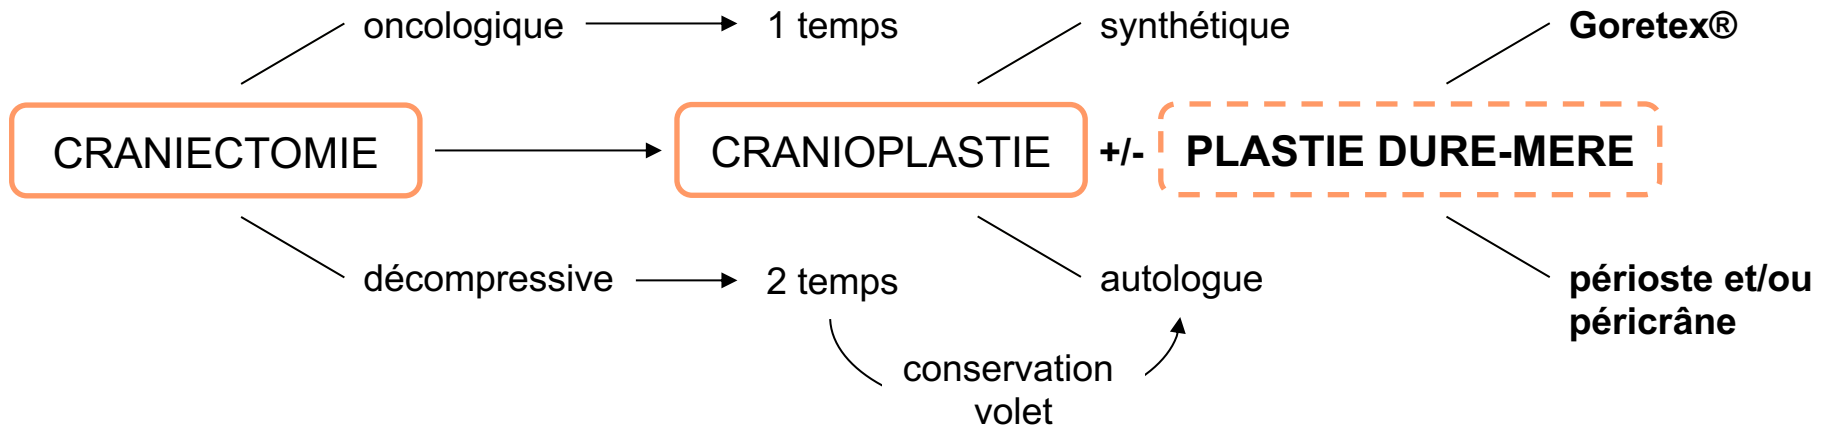 oncologique
1 temps
synthétique
Goretex®
CRANIECTOMIE
CRANIOPLASTIE
+/-
PLASTIE DURE-MERE
décompressive
2 temps
autologue
périoste et/ou
péricrâne
conservation
volet